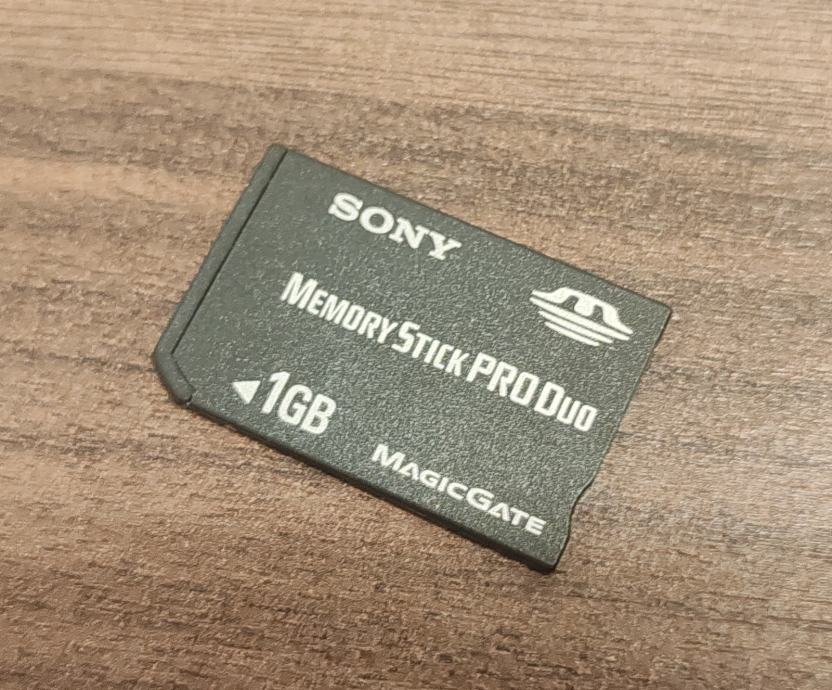 SONY
MEMORY STICK PRO DUO
1GB
MAGICGATE